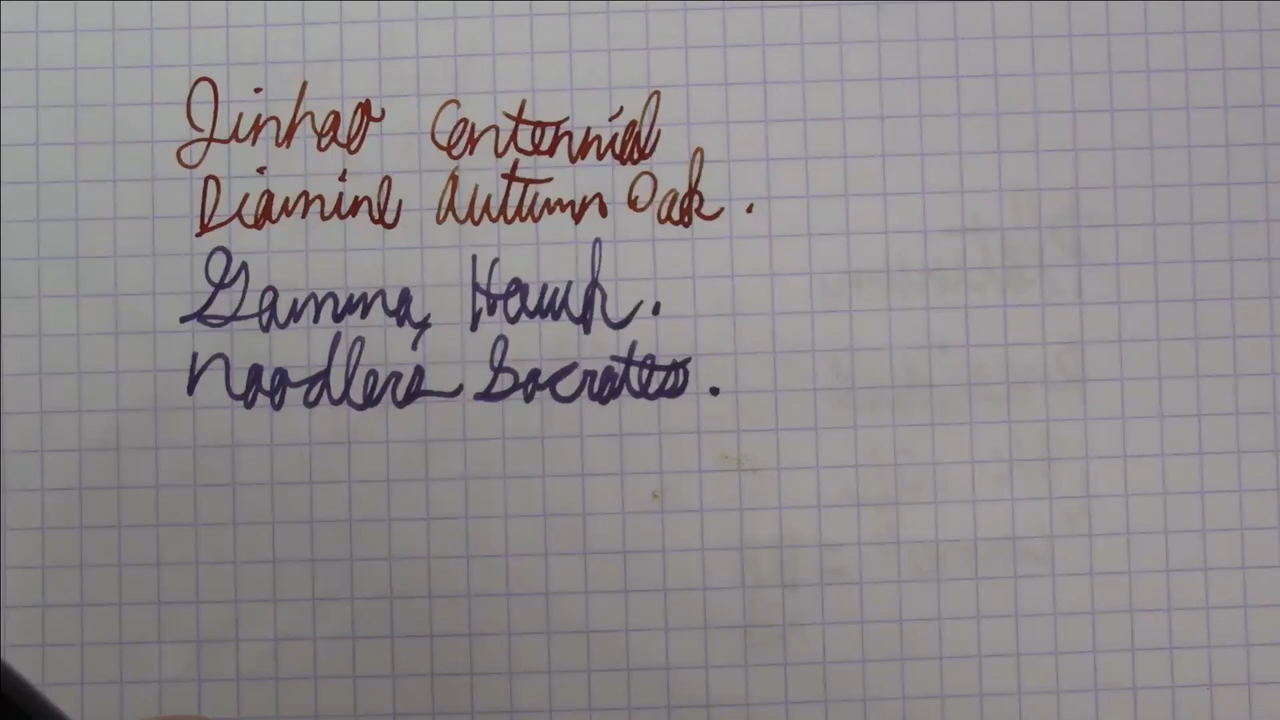 Jinhao Centennial
Diamine Autumn Oak.
Gamma, Hawk.
Noodlers Socrates.